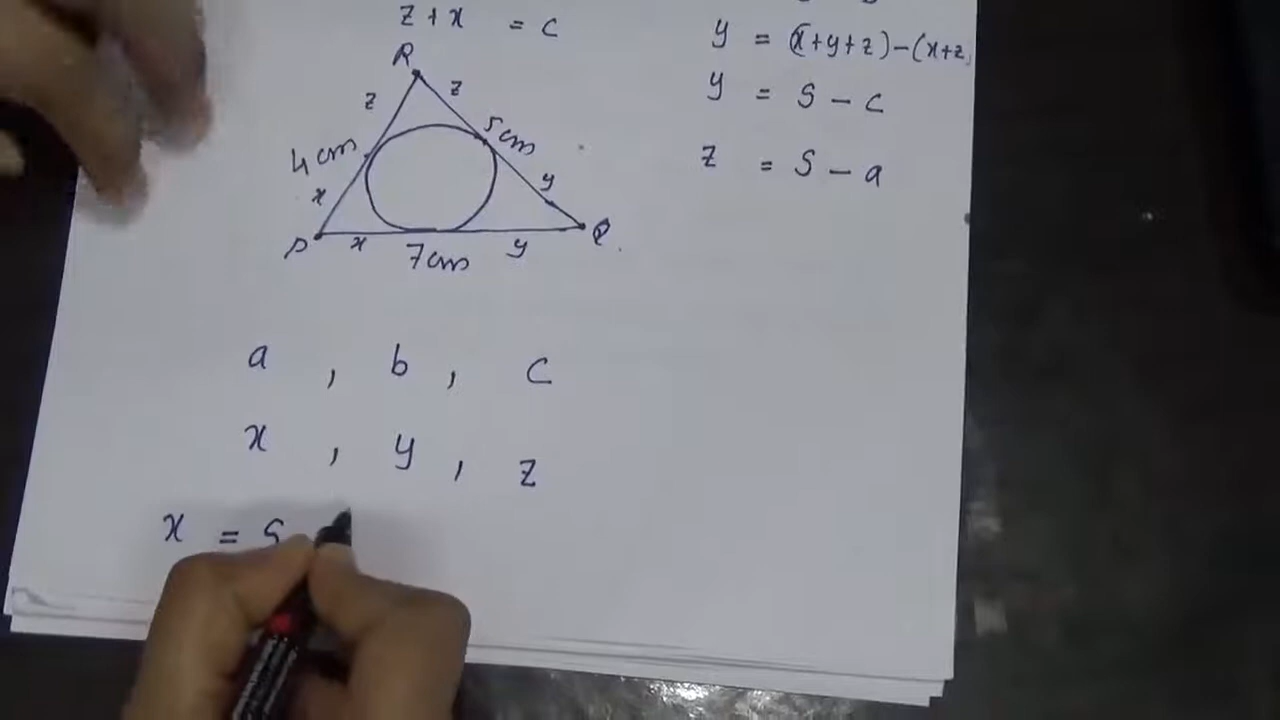 z + x = c
y = (x+y+z) - (x+z
y = S - c
z = S - a
R
z z
4 cm 5 cm
x y
P x 7 cm y Q
a , b , c
x , y , z
x = S